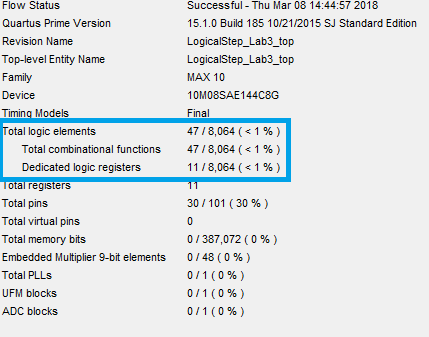 Flow Status Successful - Thu Mar 08 14:44:57 2018
Quartus Prime Version 15.1.0 Build 185 10/21/2015 SJ Standard Edition
Revision Name LogicalStep_Lab3_top
Top-level Entity Name LogicalStep_Lab3_top
Family MAX 10
Device 10M08SAE144C8G
Timing Models Final
Total logic elements 47 / 8,064 ( < 1 % )
Total combinational functions 47 / 8,064 ( < 1 % )
Dedicated logic registers 11 / 8,064 ( < 1 % )
Total registers 11
Total pins 30 / 101 ( 30 % )
Total virtual pins 0
Total memory bits 0 / 387,072 ( 0 % )
Embedded Multiplier 9-bit elements 0 / 48 ( 0 % )
Total PLLs 0 / 1 ( 0 % )
UFM blocks 0 / 1 ( 0 % )
ADC blocks 0 / 1 ( 0 % )